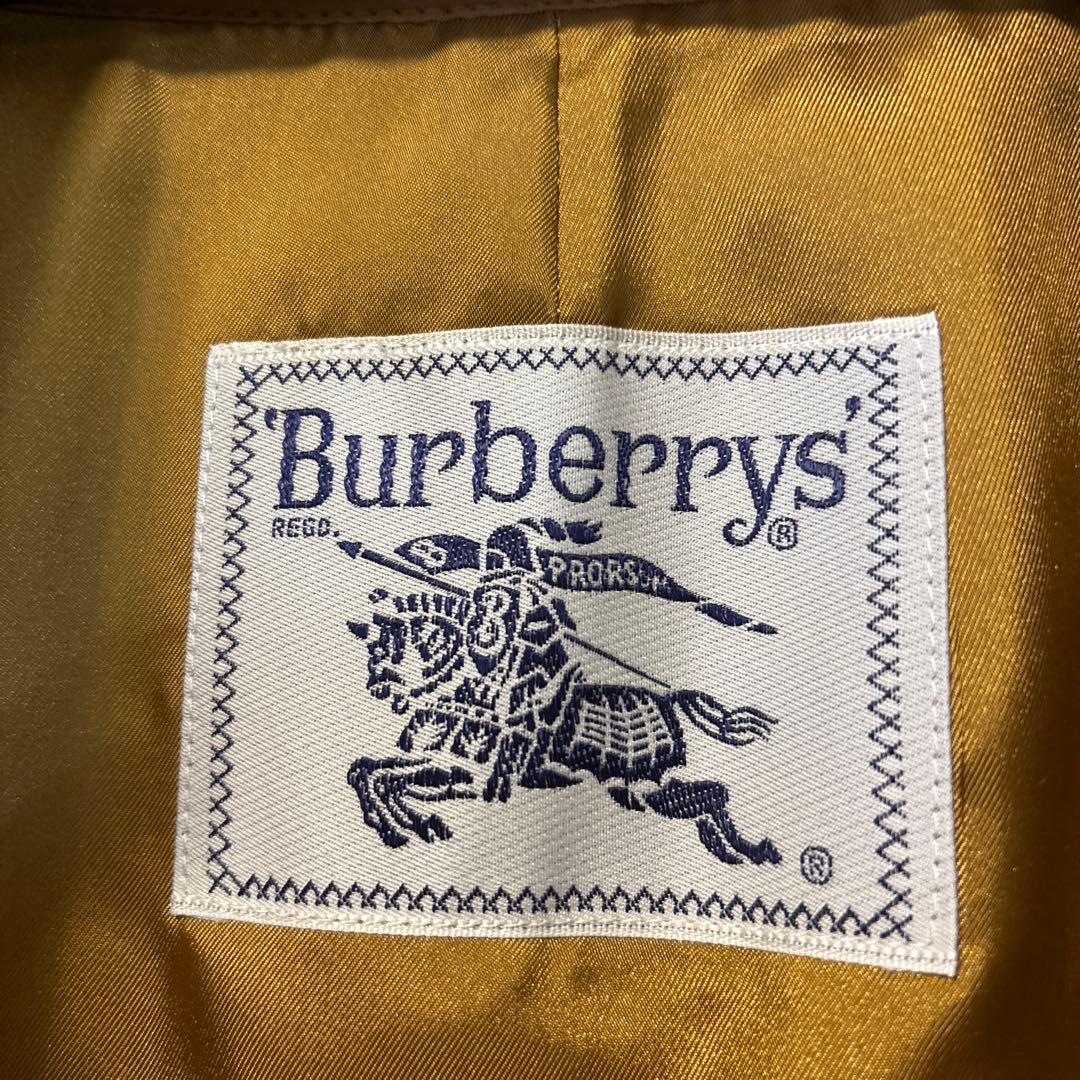 'Burberrys'
REGD. ®
B PRORSUM
B
®